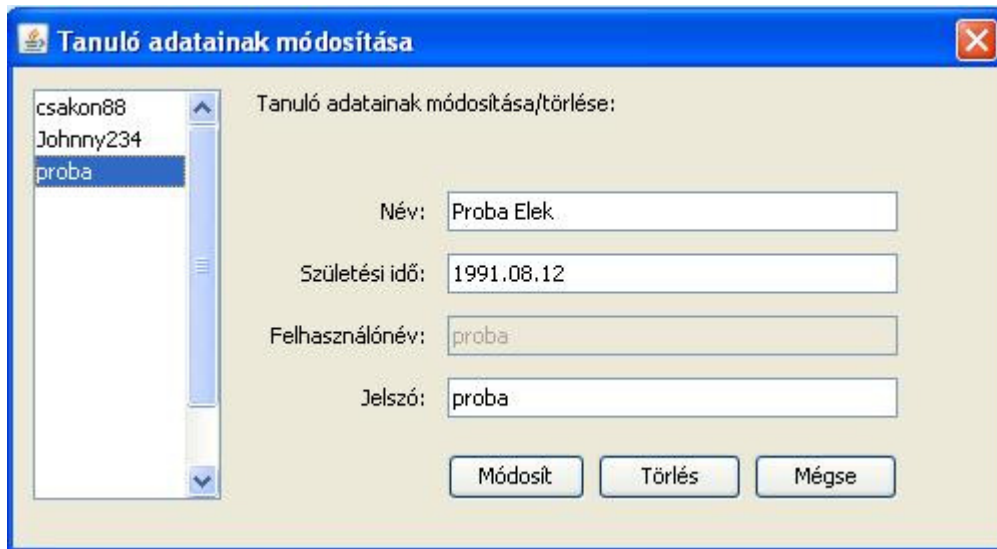 Tanuló adatainak módosítása
csakon88
Johnny234
proba
Tanuló adatainak módosítása/törlése:
Név: Proba Elek
Születési idő: 1991.08.12
Felhasználónév: proba
Jelszó: proba
Módosít Törlés Mégse